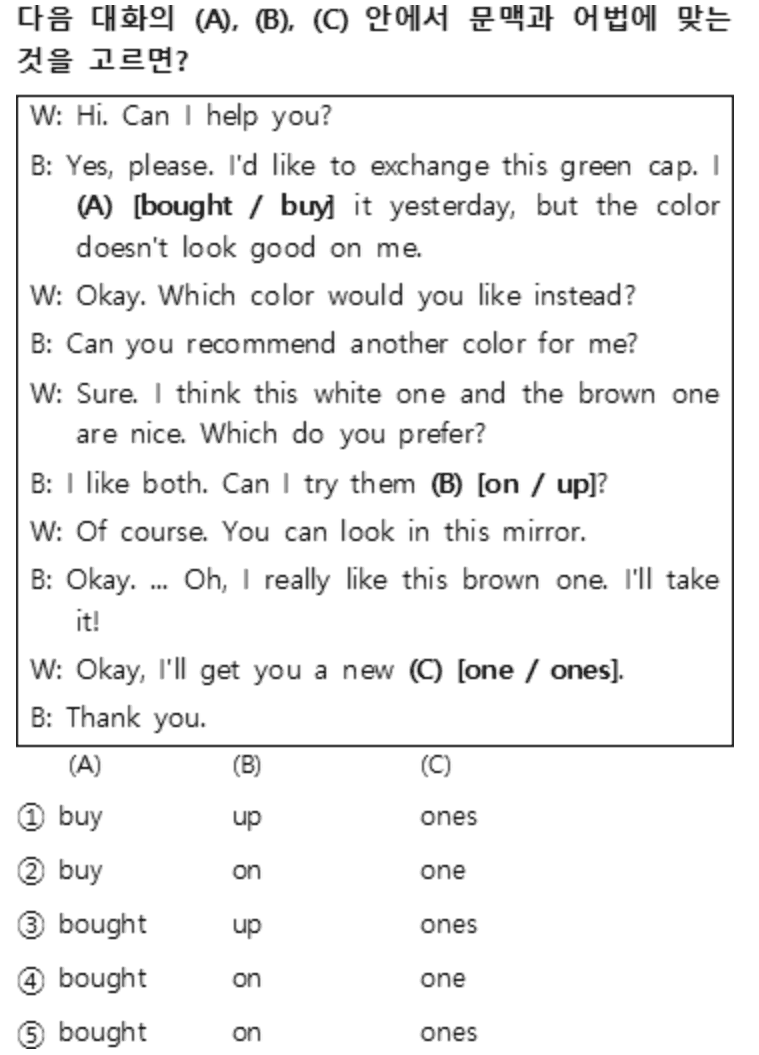 다음 대화의 (A), (B), (C) 안에서 문맥과 어법에 맞는
것을 고르면?
W: Hi. Can I help you?
B: Yes, please. I'd like to exchange this green cap. I
(A) [bought / buy] it yesterday, but the color
doesn't look good on me.
W: Okay. Which color would you like instead?
B: Can you recommend another color for me?
W: Sure. I think this white one and the brown one
are nice. Which do you prefer?
B: I like both. Can I try them (B) [on / up]?
W: Of course. You can look in this mirror.
B: Okay. ... Oh, I really like this brown one. I'll take
it!
W: Okay, I'll get you a new (C) [one / ones].
B: Thank you.
(A) (B) (C)
① buy up ones
② buy on one
③ bought up ones
④ bought on one
⑤ bought on ones